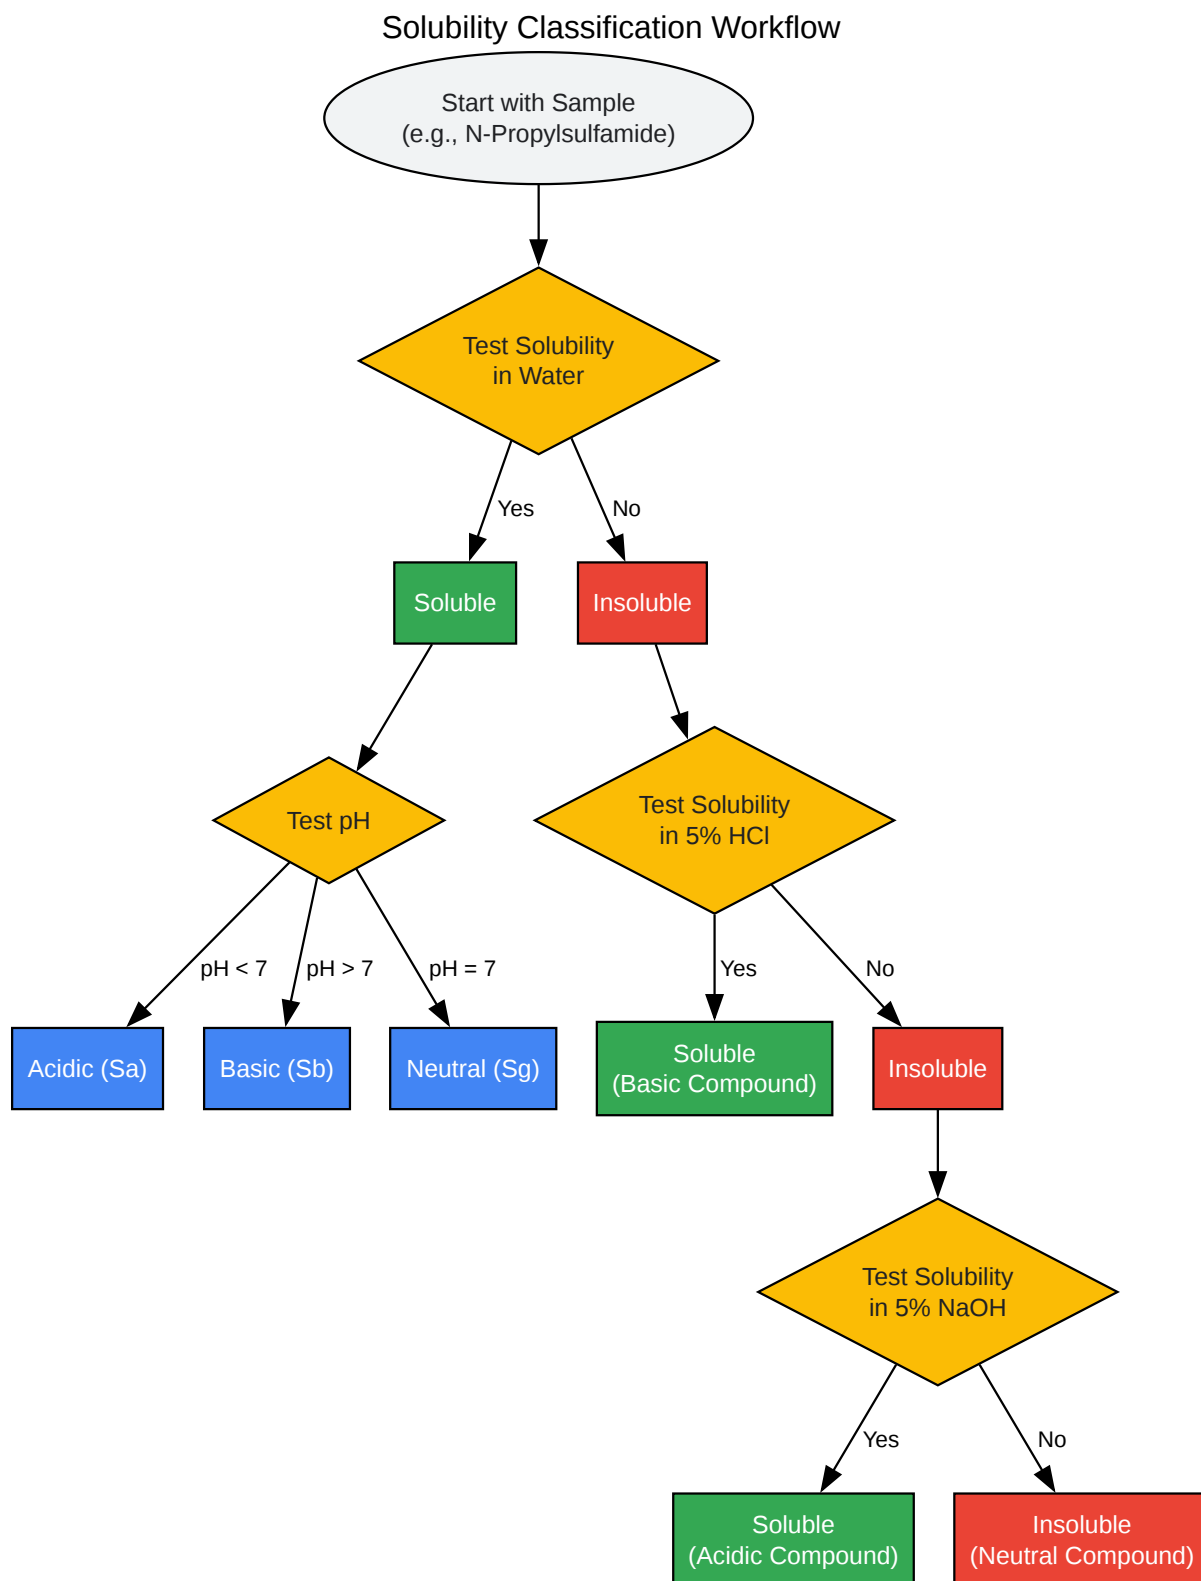 Solubility Classification Workflow
Start with Sample
(e.g., N-Propylsulfamide)
Test Solubility
in Water
Yes
No
Soluble
Insoluble
Test pH
Test Solubility
in 5% HCl
pH < 7
pH > 7
pH = 7
Yes
No
Acidic (Sa)
Basic (Sb)
Neutral (Sg)
Soluble
(Basic Compound)
Insoluble
Test Solubility
in 5% NaOH
Yes
No
Soluble
(Acidic Compound)
Insoluble
(Neutral Compound)